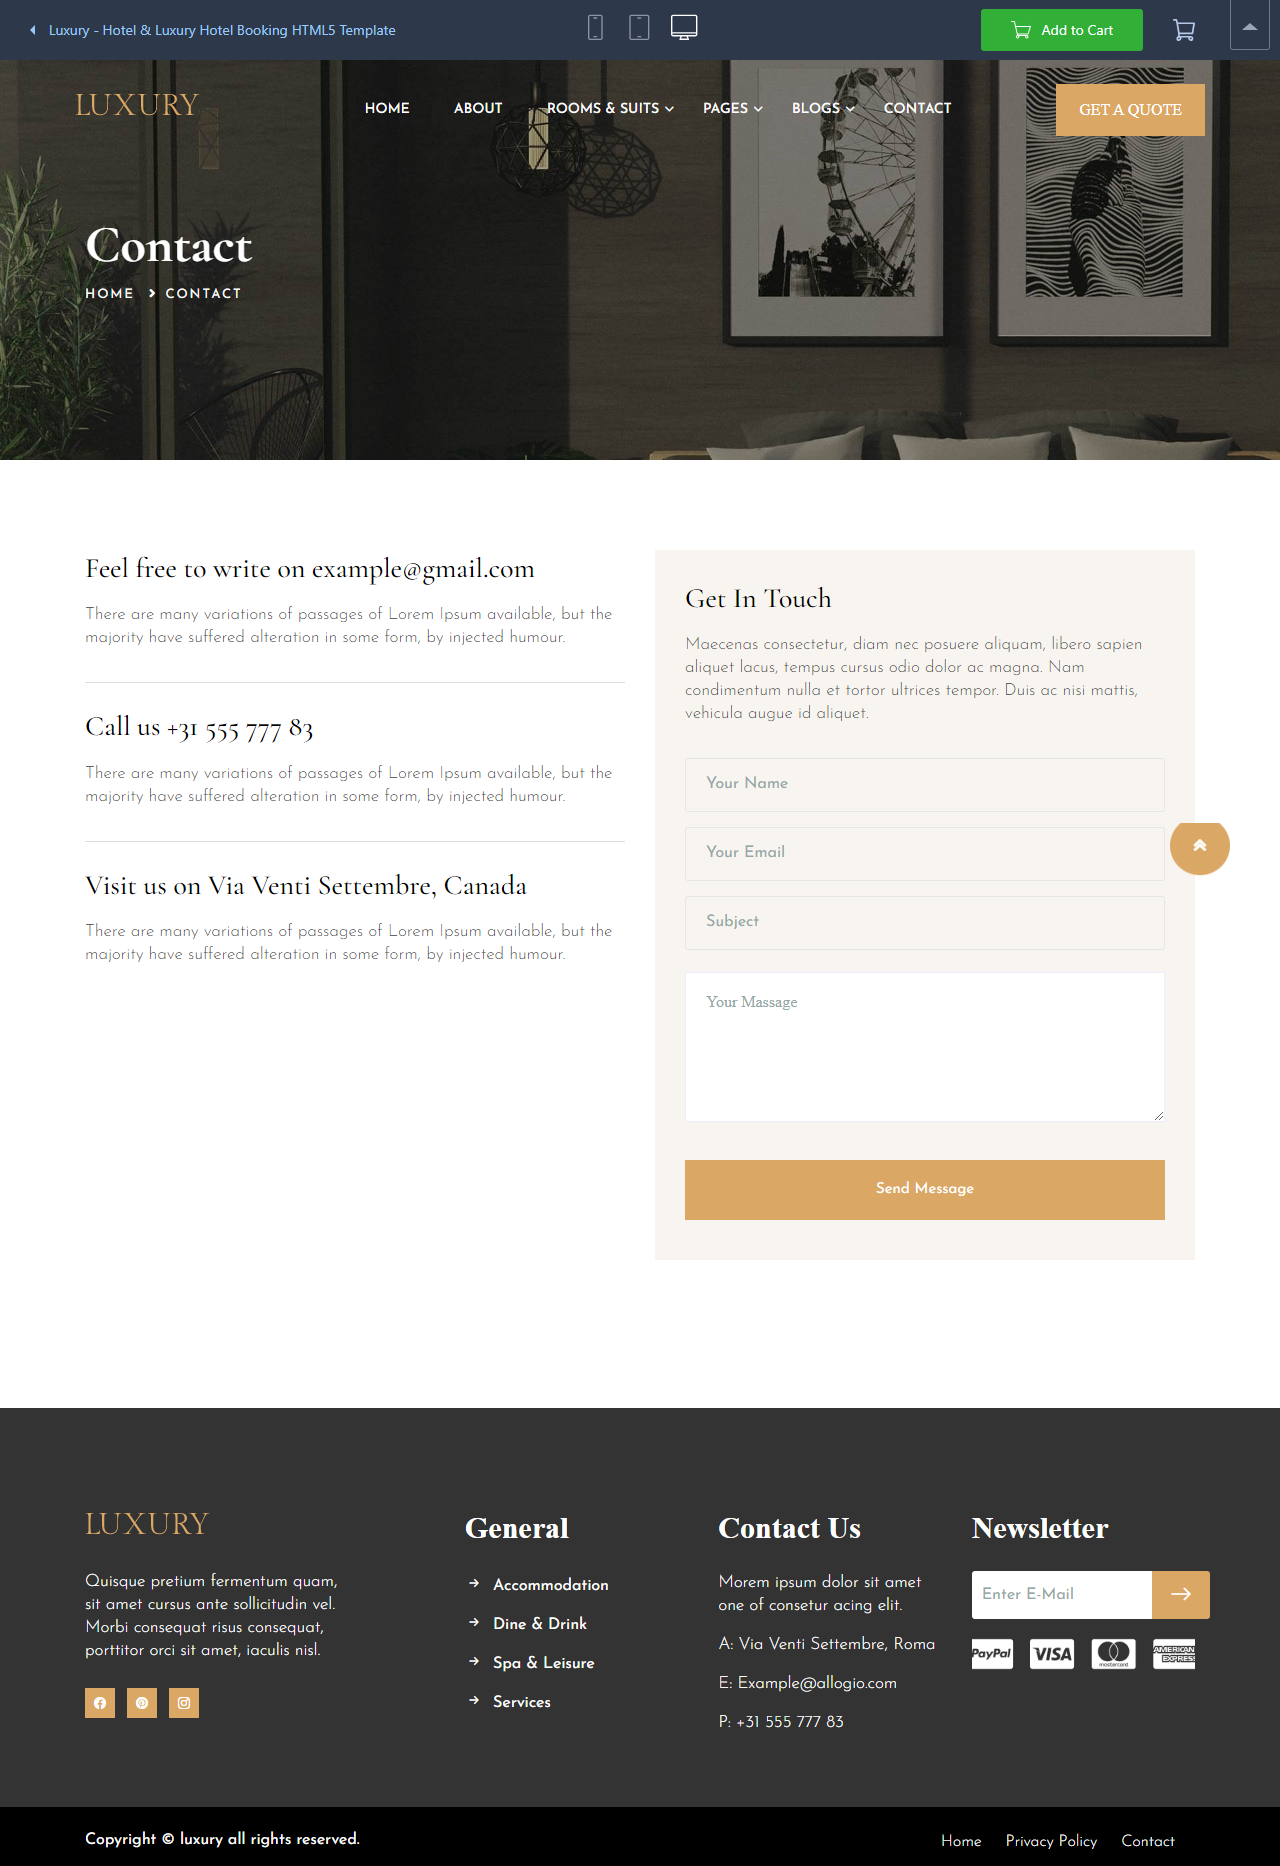 Luxury - Hotel & Luxury Hotel Booking HTML5 Template
Add to Cart
LUXURY
HOME
ABOUT
ROOMS & SUITS
PAGES
BLOGS
CONTACT
GET A QUOTE
Contact
HOME
CONTACT
Feel free to write on example@gmail.com
There are many variations of passages of Lorem Ipsum available, but the
majority have suffered alteration in some form, by injected humour.
Call us +31 555 777 83
There are many variations of passages of Lorem Ipsum available, but the
majority have suffered alteration in some form, by injected humour.
Visit us on Via Venti Settembre, Canada
There are many variations of passages of Lorem Ipsum available, but the
majority have suffered alteration in some form, by injected humour.
Get In Touch
Maecenas consectetur, diam nec posuere aliquam, libero sapien
aliquet lacus, tempus cursus odio dolor ac magna. Nam
condimentum nulla et tortor ultrices tempor. Duis ac nisi mattis,
vehicula augue id aliquet.
Your Name
Your Email
Subject
Your Massage
Send Message
LUXURY
Quisque pretium fermentum quam,
sit amet cursus ante sollicitudin vel.
Morbi consequat risus consequat,
porttitor orci sit amet, iaculis nisl.
General
Accommodation
Dine & Drink
Spa & Leisure
Services
Contact Us
Morem ipsum dolor sit amet
one of consetur acing elit.
A: Via Venti Settembre, Roma
E: Example@allogio.com
P: +31 555 777 83
Newsletter
Enter E-Mail
PayPal
VISA
mastercard
AMERICAN
EXPRESS
Copyright © luxury all rights reserved.
Home
Privacy Policy
Contact